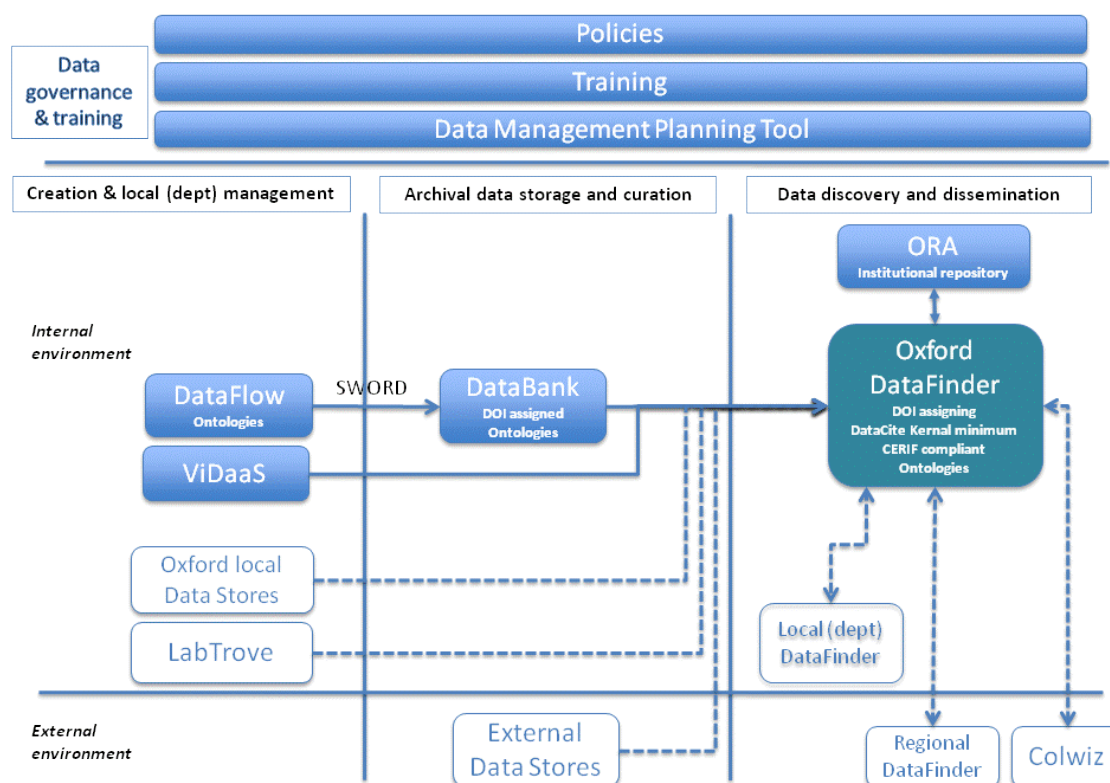 Policies
Data
governance
& training
Training
Data Management Planning Tool
Creation & local (dept) management
Archival data storage and curation
Data discovery and dissemination
ORA
Institutional repository
Internal
environment
Oxford
DataFinder
DOI assigning
DataCite Kernal minimum
CERIF compliant
Ontologies
DataFlow
Ontologies
SWORD
DataBank
DOI assigned
Ontologies
ViDaaS
Oxford local
Data Stores
LabTrove
Local (dept)
DataFinder
External
environment
External
Data Stores
Regional
DataFinder
Colwiz